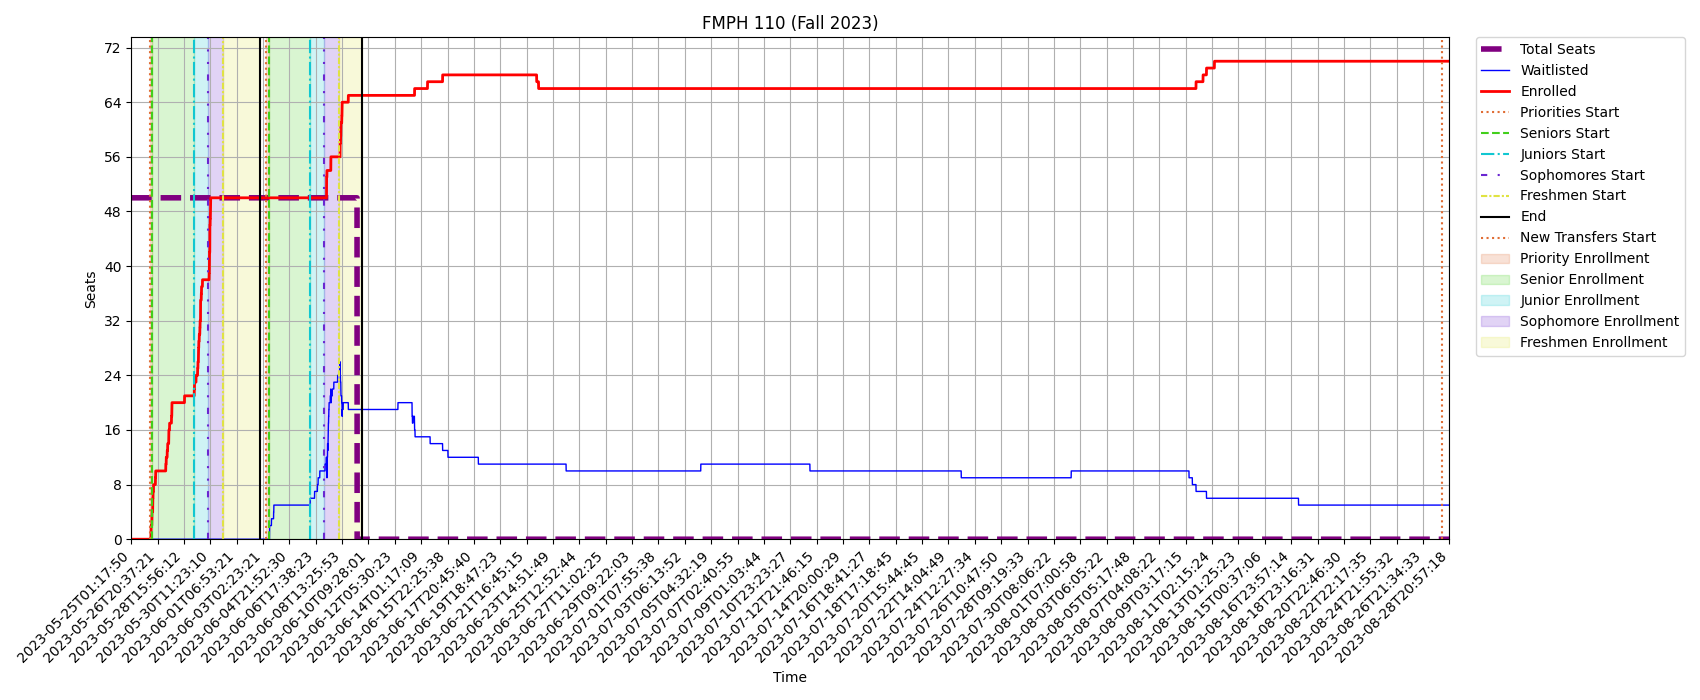 FMPH 110 (Fall 2023)
Seats
72
64
56
48
40
32
24
16
8
0
2023-05-25T01:17:50
2023-05-26T20:37:21
2023-05-28T15:56:12
2023-05-30T11:23:10
2023-06-01T06:53:21
2023-06-03T02:23:21
2023-06-04T21:52:30
2023-06-06T17:38:23
2023-06-08T13:25:53
2023-06-10T09:28:01
2023-06-12T05:30:23
2023-06-14T01:17:09
2023-06-15T22:25:38
2023-06-17T20:45:40
2023-06-19T18:47:23
2023-06-21T16:45:15
2023-06-23T14:51:49
2023-06-25T12:52:44
2023-06-27T11:02:25
2023-06-29T09:22:03
2023-07-01T07:55:38
2023-07-03T06:13:52
2023-07-05T04:32:19
2023-07-07T02:40:55
2023-07-09T01:03:44
2023-07-10T23:23:27
2023-07-12T21:46:15
2023-07-14T20:00:29
2023-07-16T18:41:27
2023-07-18T17:18:45
2023-07-20T15:44:45
2023-07-22T14:04:49
2023-07-24T12:27:34
2023-07-26T10:47:50
2023-07-28T09:19:33
2023-07-30T08:06:22
2023-08-01T07:00:58
2023-08-03T06:05:22
2023-08-05T05:17:48
2023-08-07T04:08:22
2023-08-09T03:17:15
2023-08-11T02:15:24
2023-08-13T01:25:23
2023-08-15T00:37:06
2023-08-16T23:57:14
2023-08-18T23:16:31
2023-08-20T22:46:30
2023-08-22T22:17:35
2023-08-24T21:55:32
2023-08-26T21:34:33
2023-08-28T20:57:18
Time
Total Seats
Waitlisted
Enrolled
Priorities Start
Seniors Start
Juniors Start
Sophomores Start
Freshmen Start
End
New Transfers Start
Priority Enrollment
Senior Enrollment
Junior Enrollment
Sophomore Enrollment
Freshmen Enrollment